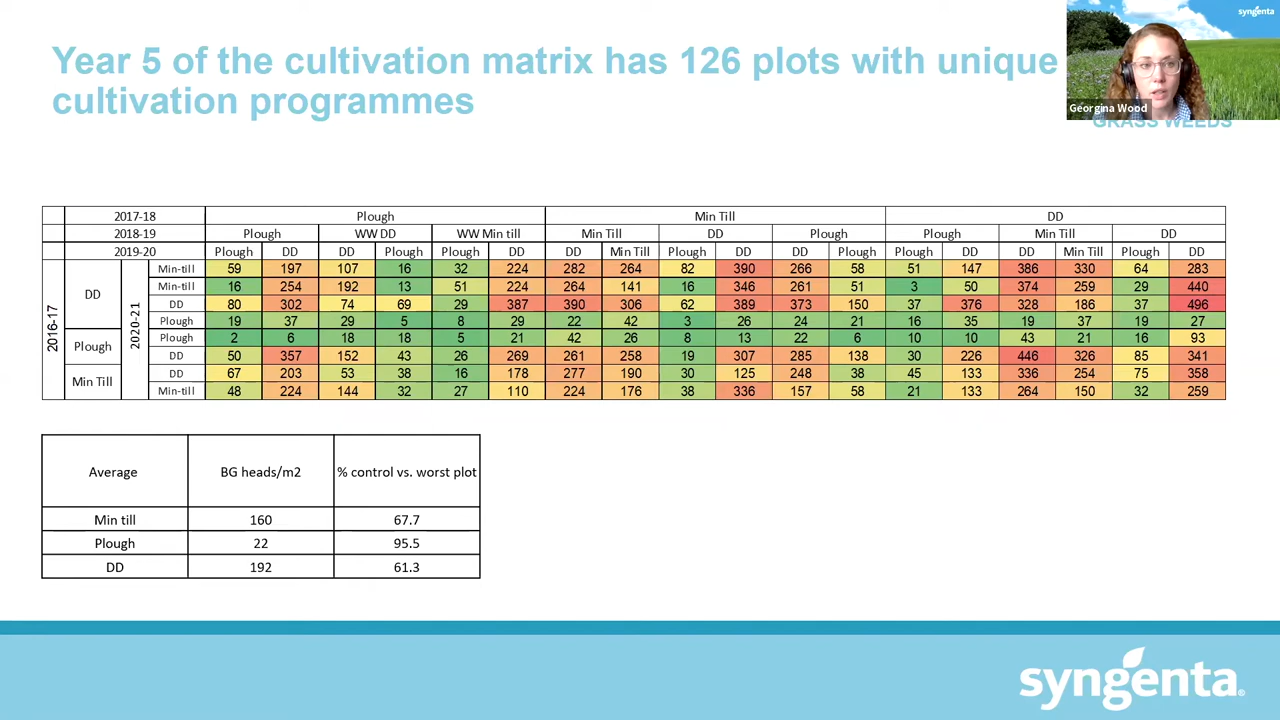 Year 5 of the cultivation matrix has 126 plots with unique
cultivation programmes
syngenta
Georgina Wood
GRASS WEEDS
2017-18 Plough Min Till DD
2018-19 Plough WW DD WW Min till Min Till DD Plough Plough Min Till DD
2019-20 Plough DD DD Plough Plough DD DD Min Till Plough DD DD Plough Plough DD DD Min Till Plough DD
2016-17
DD
Plough
Min Till
2020-21
Min-till 59 197 107 16 32 224 282 264 82 390 266 58 51 147 386 330 64 283
Min-till 16 254 192 13 51 224 264 141 16 346 261 51 3 50 374 259 29 440
DD 80 302 74 69 29 387 390 306 62 389 373 150 37 376 328 186 37 496
Plough 19 37 29 5 8 29 22 42 3 26 24 21 16 35 19 37 19 27
Plough 2 6 18 18 5 21 42 26 8 13 22 6 10 10 43 21 16 93
DD 50 357 152 43 26 269 261 258 19 307 285 138 30 226 446 326 85 341
DD 67 203 53 38 16 178 277 190 30 125 248 38 45 133 336 254 75 358
Min-till 48 224 144 32 27 110 224 176 38 336 157 58 21 133 264 150 32 259
Average BG heads/m2 % control vs. worst plot
Min till 160 67.7
Plough 22 95.5
DD 192 61.3
syngenta